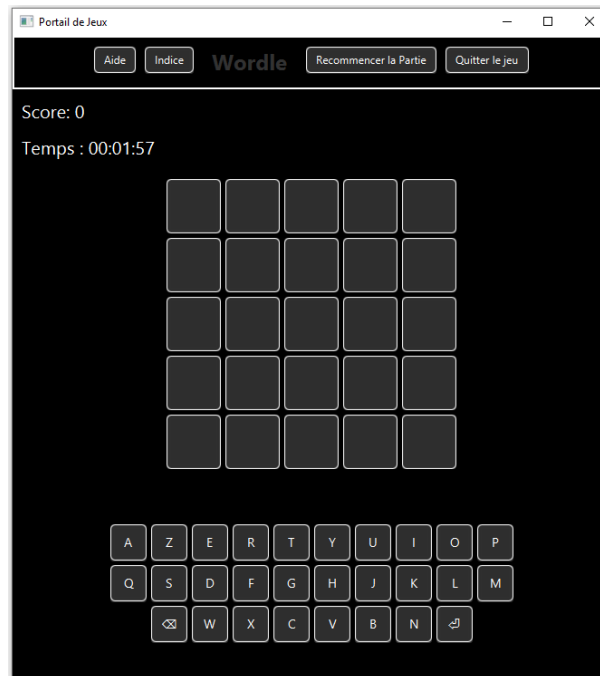 Portail de Jeux
Aide Indice Wordle Recommencer la Partie Quitter le jeu
Score: 0
Temps : 00:01:57
A Z E R T Y U I O P
Q S D F G H J K L M
⌫ W X C V B N ⏎